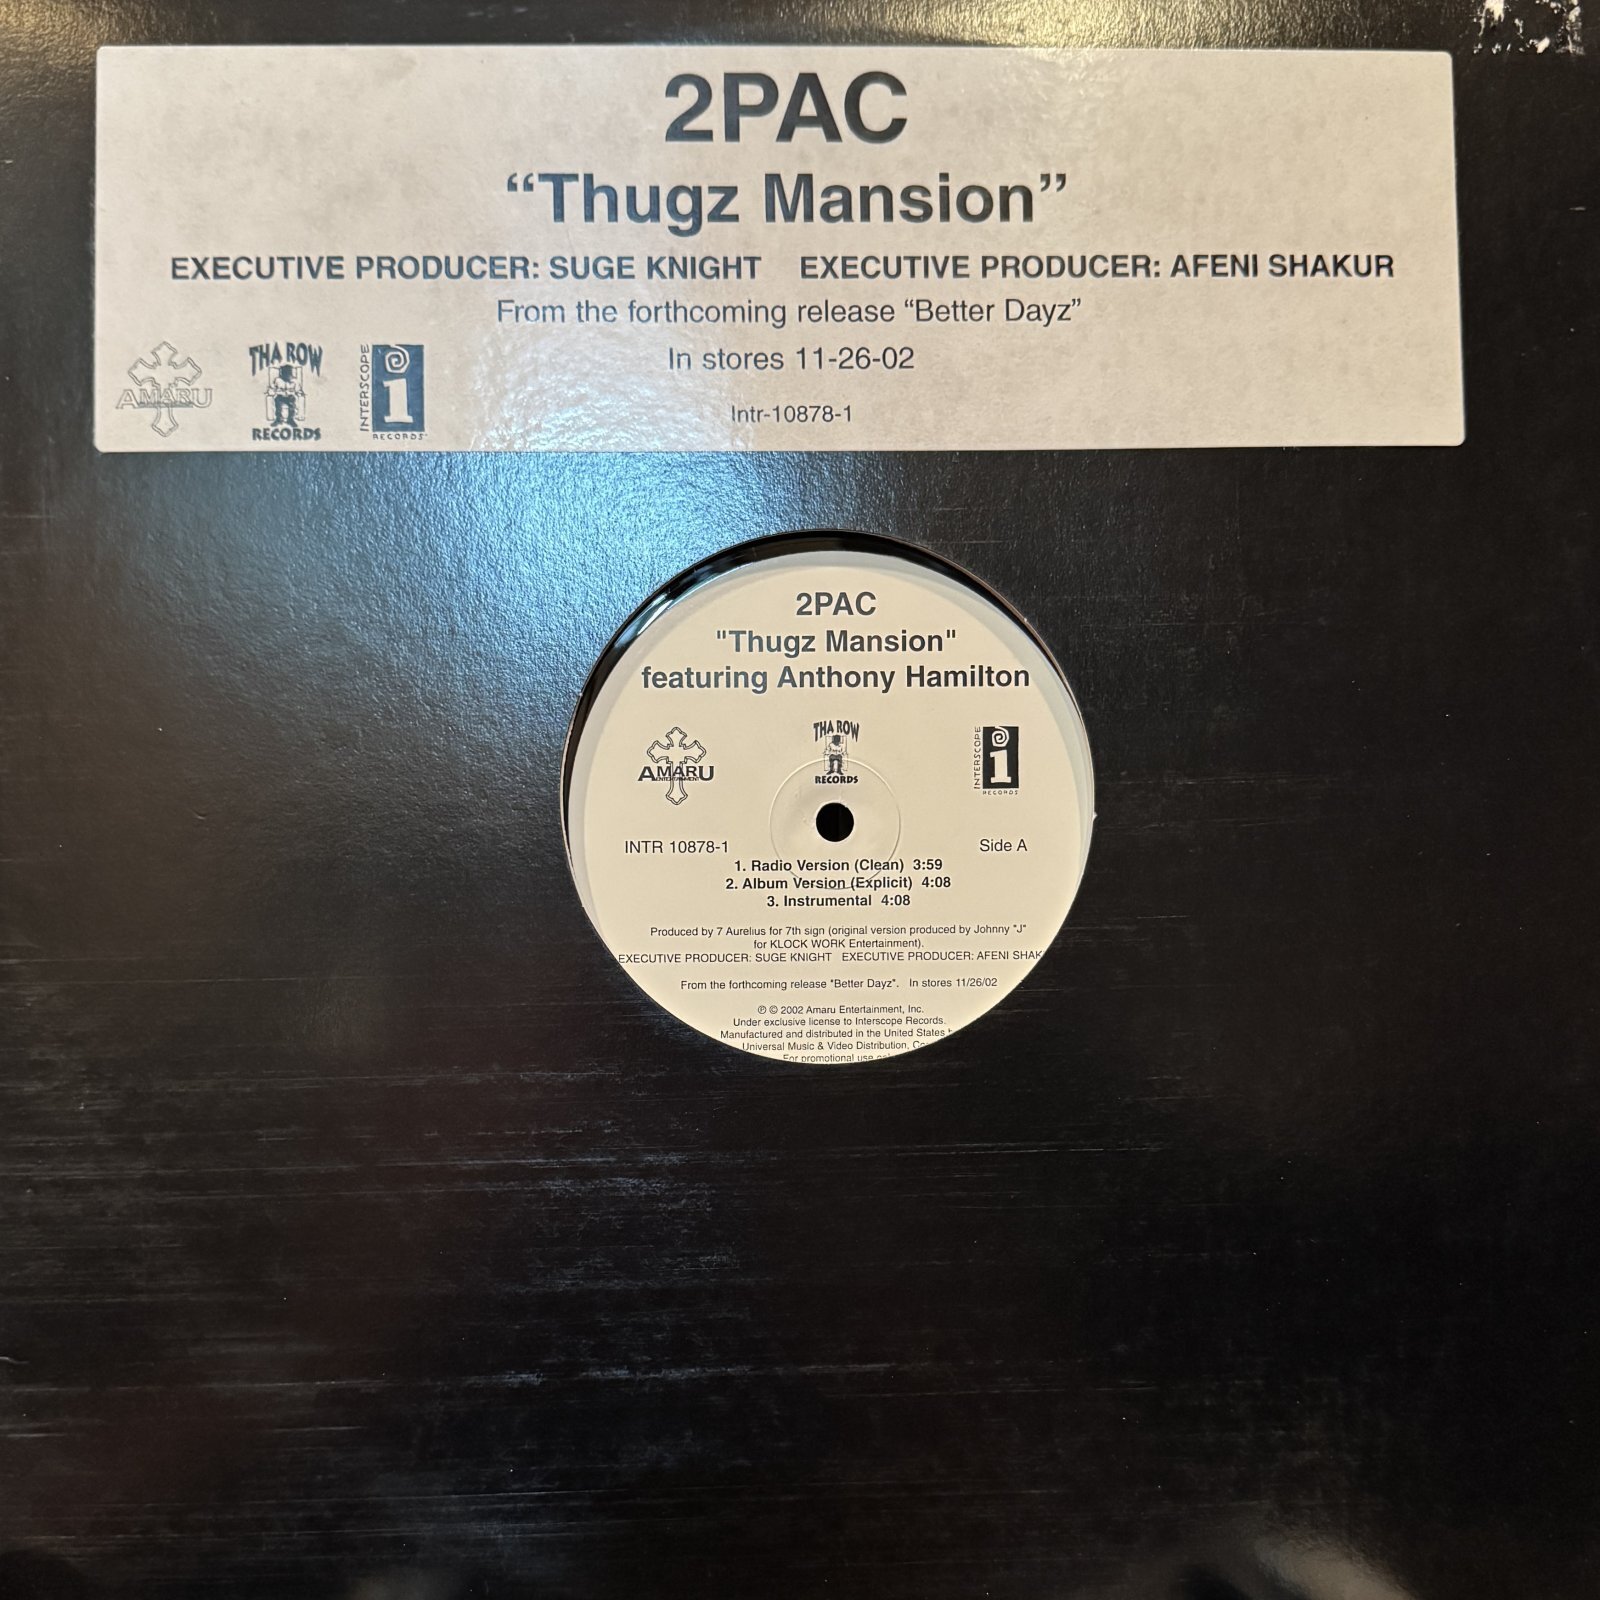 2PAC
“Thugz Mansion”
EXECUTIVE PRODUCER: SUGE KNIGHT EXECUTIVE PRODUCER: AFENI SHAKUR
From the forthcoming release “Better Dayz”
In stores 11-26-02
Intr-10878-1
AMARU
THA ROW
RECORDS
INTERSCOPE
RECORDS
2PAC
"Thugz Mansion"
featuring Anthony Hamilton
AMARU
ENTERTAINMENT
THA ROW
RECORDS
INTERSCOPE
RECORDS
INTR 10878-1
Side A
1. Radio Version (Clean) 3:59
2. Album Version (Explicit) 4:08
3. Instrumental 4:08
Produced by 7 Aurelius for 7th sign (original version produced by Johnny "J"
for KLOCK WORK Entertainment).
EXECUTIVE PRODUCER: SUGE KNIGHT EXECUTIVE PRODUCER: AFENI SHAK
From the forthcoming release "Better Dayz". In stores 11/26/02
℗ © 2002 Amaru Entertainment, Inc.
Under exclusive license to Interscope Records.
Manufactured and distributed in the United States
Universal Music & Video Distribution,
For promotional use